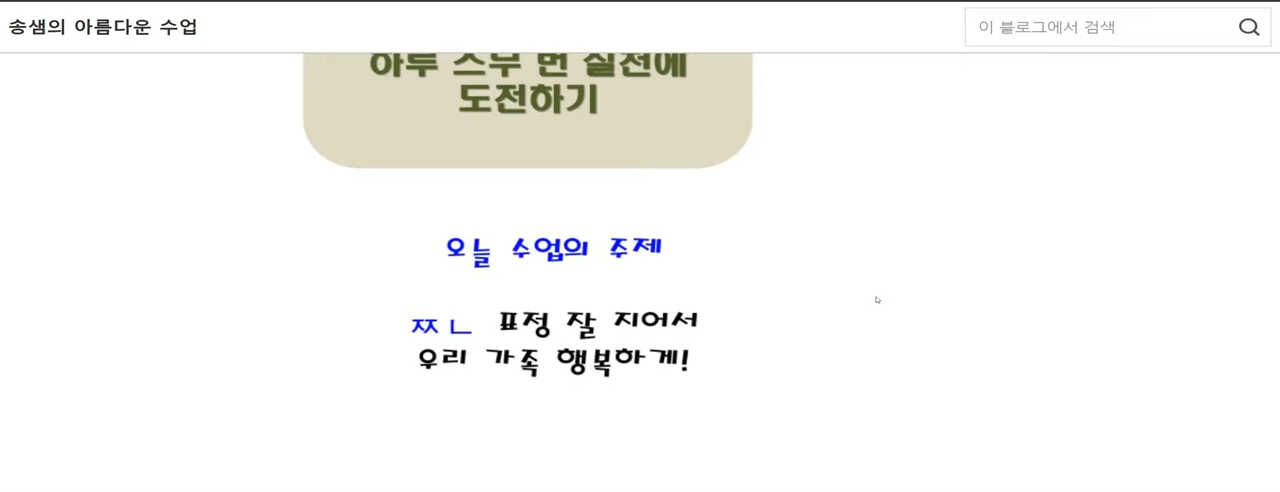 송샘의 아름다운 수업
이 블로그에서 검색
하루 스무 번 실천에
도전하기
오늘 수업의 주제
ㅉㄴ 표정 잘 지어서
우리 가족 행복하게!